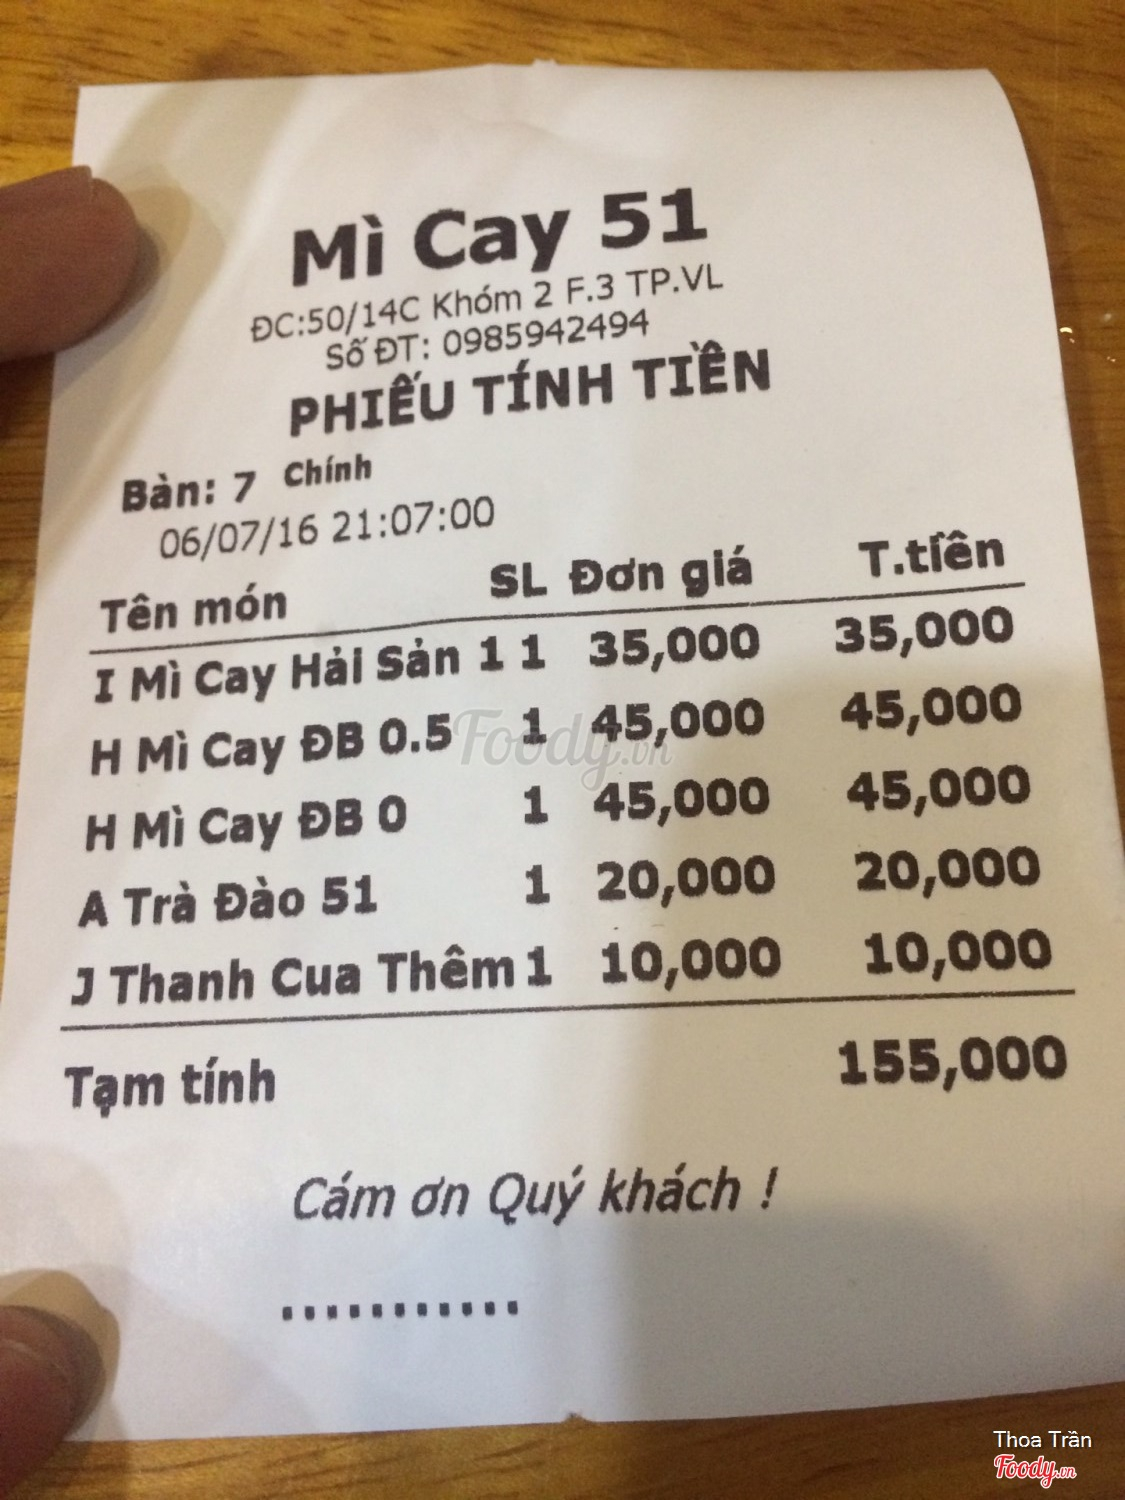 Mì Cay 51
ĐC:50/14C Khóm 2 F.3 TP.VL
Số ĐT: 0985942494
PHIẾU TÍNH TIỀN
Bàn: 7 Chính
06/07/16 21:07:00
Tên món SL Đơn giá T.tiền
I Mì Cay Hải Sản 1 1 35,000 35,000
H Mì Cay ĐB 0.5 1 45,000 45,000
H Mì Cay ĐB 0 1 45,000 45,000
A Trà Đào 51 1 20,000 20,000
J Thanh Cua Thêm 1 10,000 10,000
Tạm tính 155,000
Cám ơn Quý khách !
...........
Foody.vn
Thoa Trần
Foody.vn